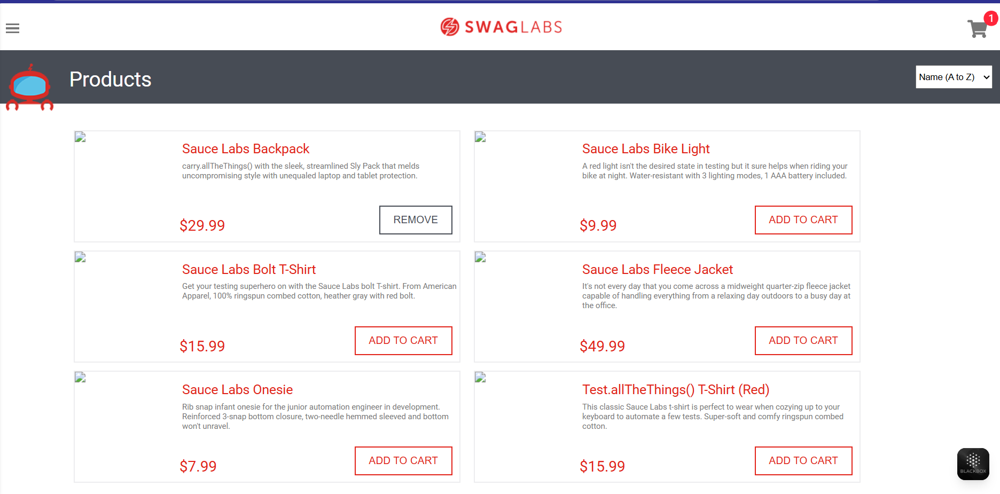 SWAGLABS
1
Products
Name (A to Z)
Sauce Labs Backpack
carry.allTheThings() with the sleek, streamlined Sly Pack that melds
uncompromising style with unequaled laptop and tablet protection.
$29.99
REMOVE
Sauce Labs Bike Light
A red light isn't the desired state in testing but it sure helps when riding your
bike at night. Water-resistant with 3 lighting modes, 1 AAA battery included.
$9.99
ADD TO CART
Sauce Labs Bolt T-Shirt
Get your testing superhero on with the Sauce Labs bolt T-shirt. From American
Apparel, 100% ringspun combed cotton, heather gray with red bolt.
$15.99
ADD TO CART
Sauce Labs Fleece Jacket
It's not every day that you come across a midweight quarter-zip fleece jacket
capable of handling everything from a relaxing day outdoors to a busy day at
the office.
$49.99
ADD TO CART
Sauce Labs Onesie
Rib snap infant onesie for the junior automation engineer in development.
Reinforced 3-snap bottom closure, two-needle hemmed sleeved and bottom
won't unravel.
$7.99
ADD TO CART
Test.allTheThings() T-Shirt (Red)
This classic Sauce Labs t-shirt is perfect to wear when cozying up to your
keyboard to automate a few tests. Super-soft and comfy ringspun combed
cotton.
$15.99
ADD TO CART
BLACKBOX